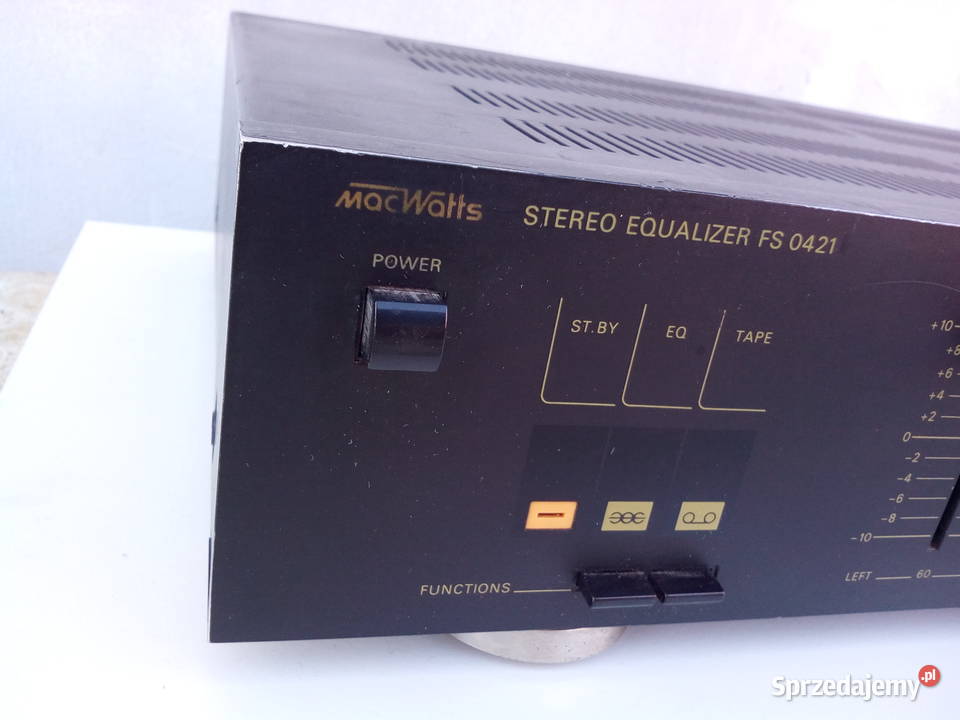 MacWatts
STEREO EQUALIZER FS 0421
POWER
ST.BY
EQ
TAPE
+10
+8
+6
+4
+2
0
-2
-4
-6
-8
-10
LEFT
60
FUNCTIONS
Sprzedajemy.pl